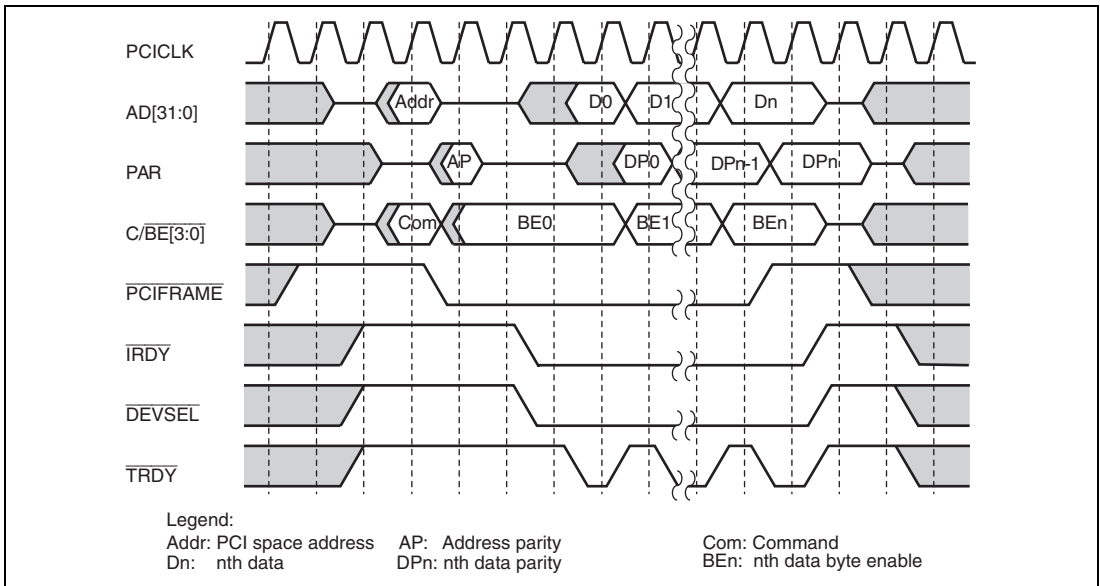 PCICLK
AD[31:0] Addr D0 D1 Dn
PAR AP DP0 DPn-1 DPn
C/BE[3:0] Com BE0 BE1 BEn
PCIFRAME
IRDY
DEVSEL
TRDY
Legend:
Addr: PCI space address AP: Address parity Com: Command
Dn: nth data DPn: nth data parity BEn: nth data byte enable